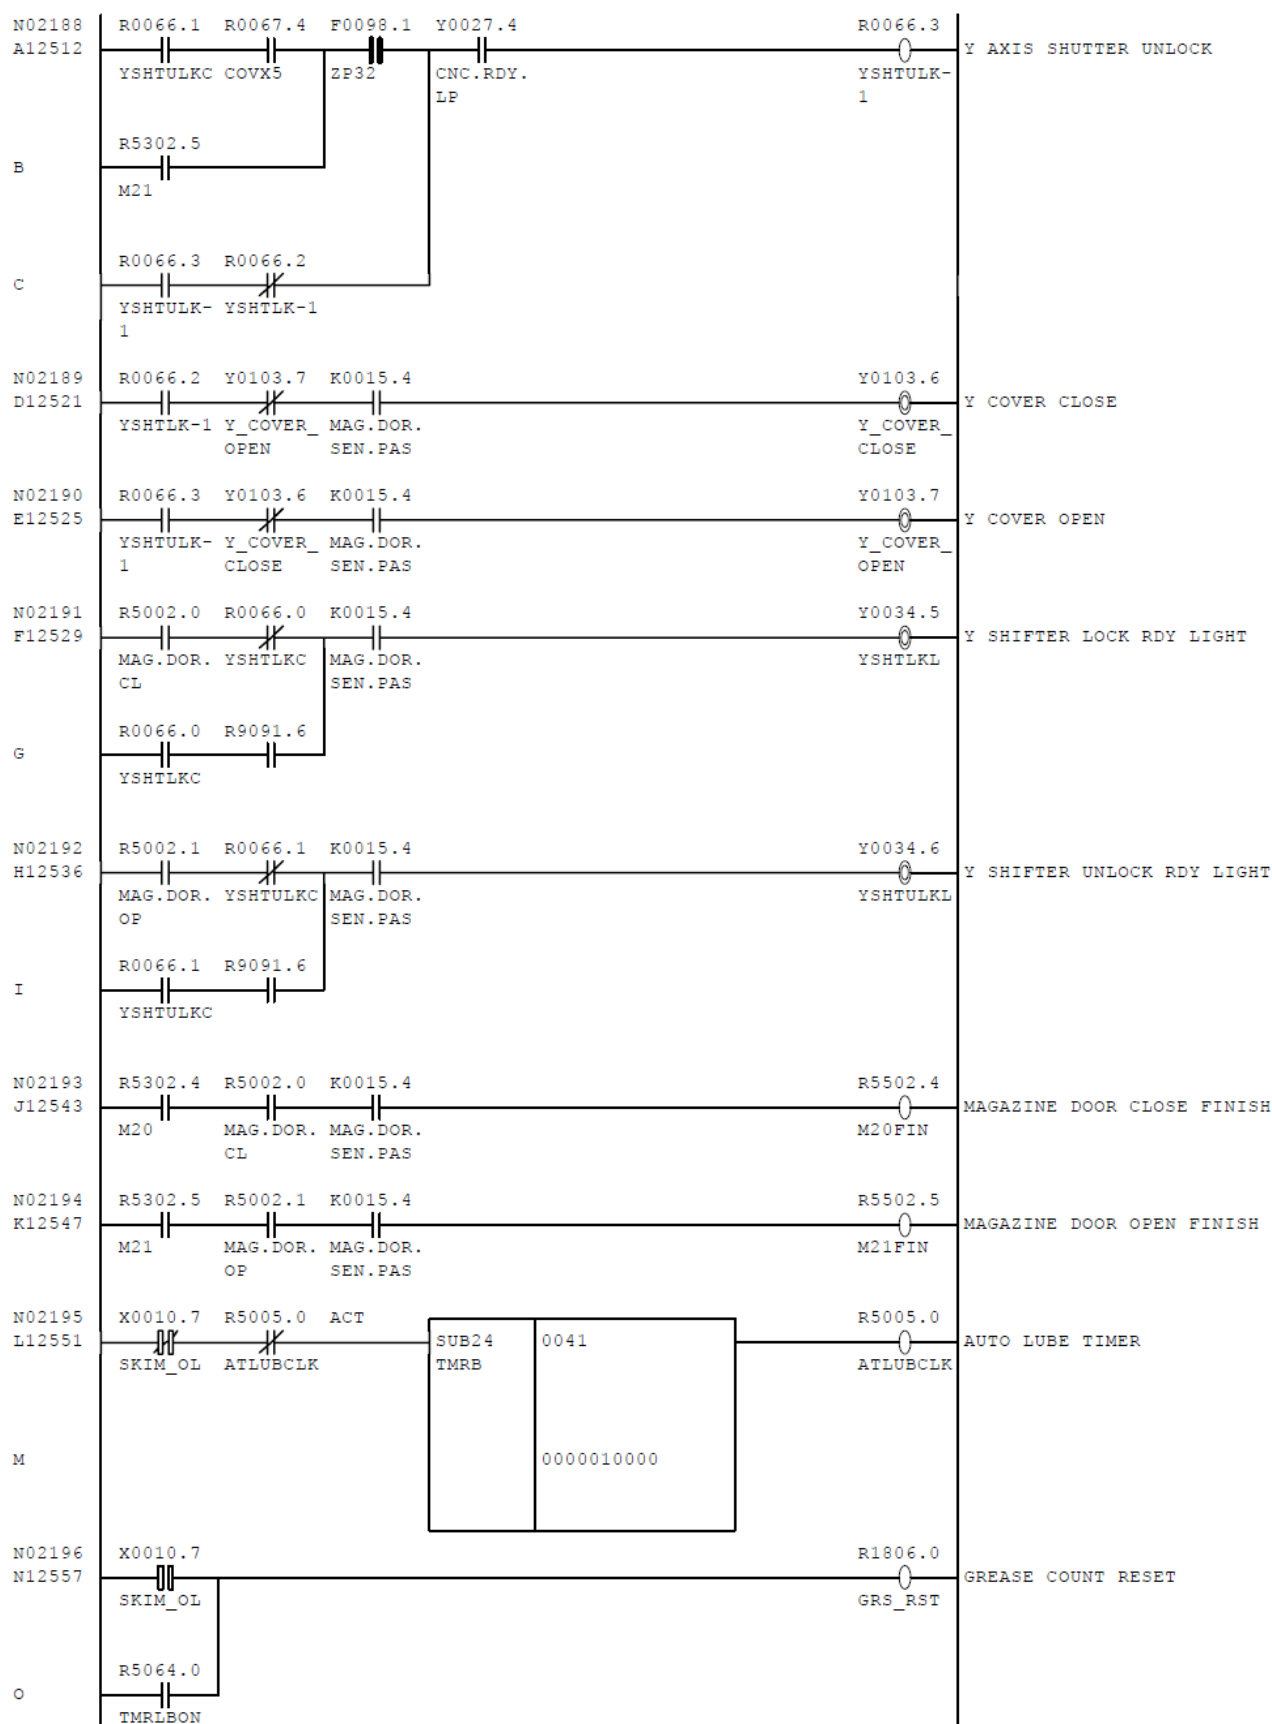 N02188 R0066.1 R0067.4 F0098.1 Y0027.4 R0066.3
A12512 Y AXIS SHUTTER UNLOCK
YSHTULKC COVX5 ZP32 CNC.RDY. YSHTULK-
LP 1
R5302.5
B
M21
R0066.3 R0066.2
C
YSHTULK- YSHTLK-11
1
N02189 R0066.2 Y0103.7 K0015.4 Y0103.6
D12521 Y COVER CLOSE
YSHTLK-1 Y_COVER_ MAG.DOR. Y_COVER_
OPEN SEN.PAS CLOSE
N02190 R0066.3 Y0103.6 K0015.4 Y0103.7
E12525 Y COVER OPEN
YSHTULK- Y_COVER_ MAG.DOR. Y_COVER_
1 CLOSE SEN.PAS OPEN
N02191 R5002.0 R0066.0 K0015.4 Y0034.5
F12529 Y SHIFTER LOCK RDY LIGHT
MAG.DOR. YSHTLKC MAG.DOR. YSHTLKL
CL SEN.PAS
R0066.0 R9091.6
G
YSHTLKC
N02192 R5002.1 R0066.1 K0015.4 Y0034.6
H12536 Y SHIFTER UNLOCK RDY LIGHT
MAG.DOR. YSHTULKC MAG.DOR. YSHTULKL
OP SEN.PAS
R0066.1 R9091.6
I
YSHTULKC
N02193 R5302.4 R5002.0 K0015.4 R5502.4
J12543 MAGAZINE DOOR CLOSE FINISH
M20 MAG.DOR. MAG.DOR. M20FIN
CL SEN.PAS
N02194 R5302.5 R5002.1 K0015.4 R5502.5
K12547 MAGAZINE DOOR OPEN FINISH
M21 MAG.DOR. MAG.DOR. M21FIN
OP SEN.PAS
N02195 X0010.7 R5005.0 ACT R5005.0
L12551 SUB24 0041 AUTO LUBE TIMER
SKIM_OL ATLUBCLK TMRB ATLUBCLK
M 0000010000
N02196 X0010.7 R1806.0
N12557 GREASE COUNT RESET
SKIM_OL GRS_RST
R5064.0
O
TMRLBON